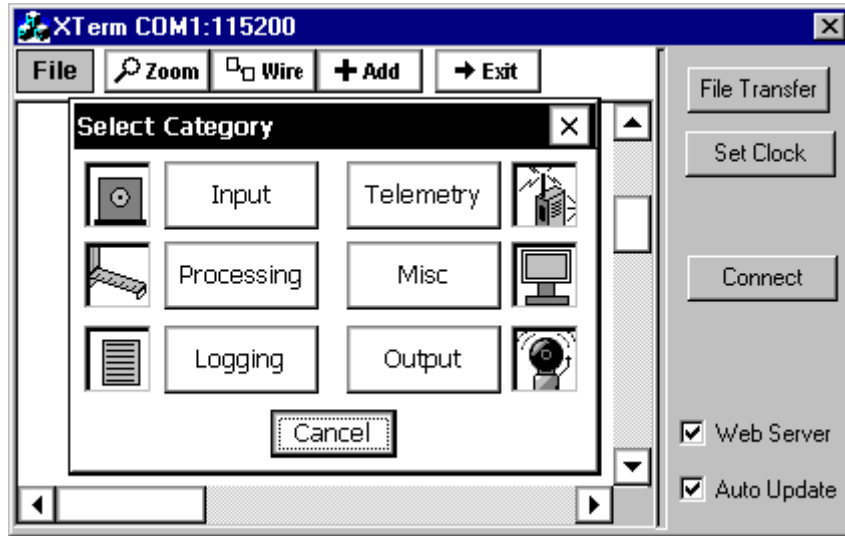 XTerm COM1:115200
File Zoom Wire Add Exit
File Transfer
Select Category
Set Clock
Input Telemetry
Processing Misc
Connect
Logging Output
Cancel
Web Server
Auto Update